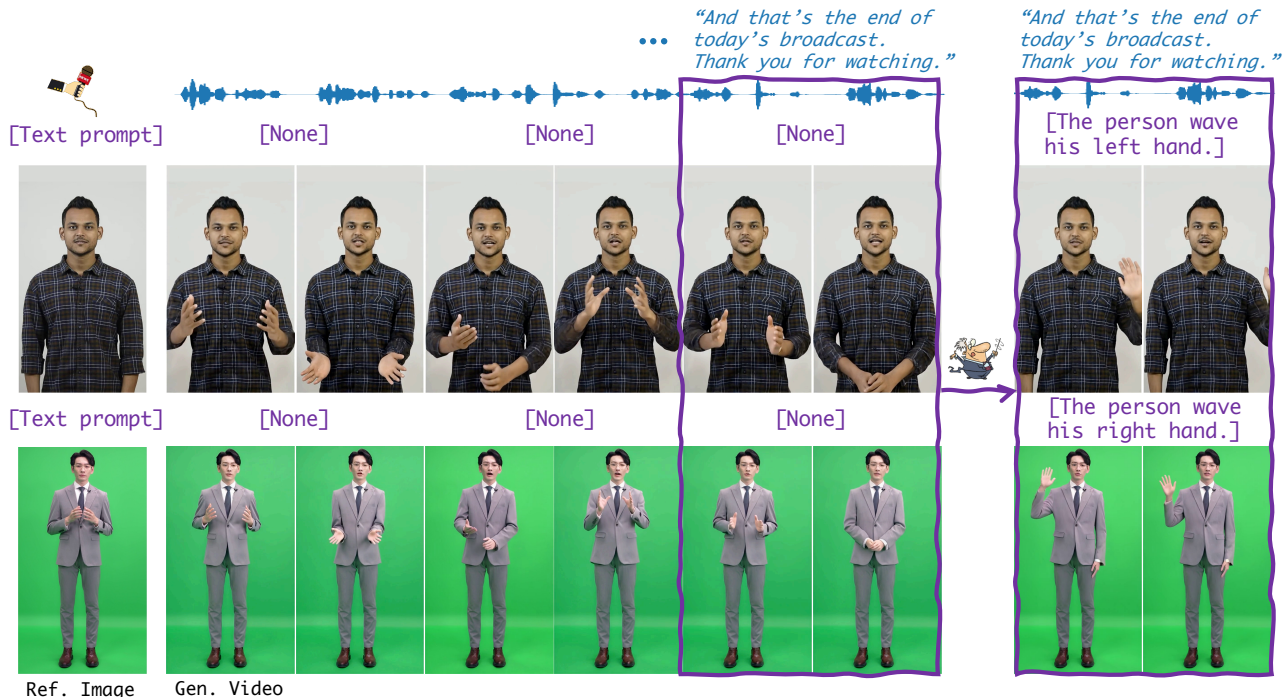 “And that’s the end of
today’s broadcast.
Thank you for watching.”
“And that’s the end of
today’s broadcast.
Thank you for watching.”
[Text prompt] [None] [None] [None] [The person wave
his left hand.]
[Text prompt] [None] [None] [None] [The person wave
his right hand.]
Ref. Image Gen. Video